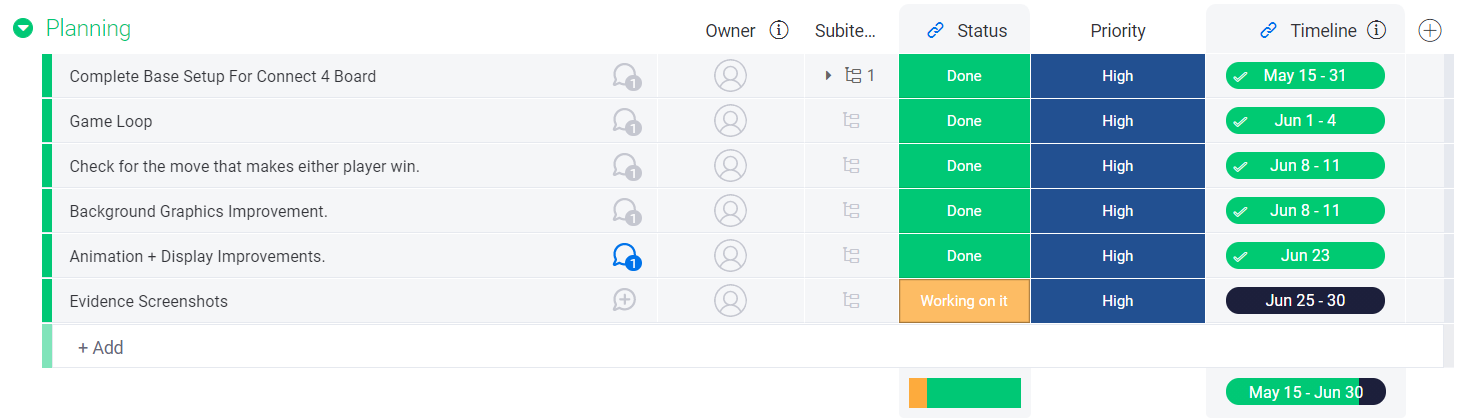 Planning Owner Subite... Status Priority Timeline
Complete Base Setup For Connect 4 Board 1 1 Done High May 15 - 31
Game Loop 1 Done High Jun 1 - 4
Check for the move that makes either player win. 1 Done High Jun 8 - 11
Background Graphics Improvement. 1 Done High Jun 8 - 11
Animation + Display Improvements. 1 Done High Jun 23
Evidence Screenshots Working on it High Jun 25 - 30
+ Add
May 15 - Jun 30